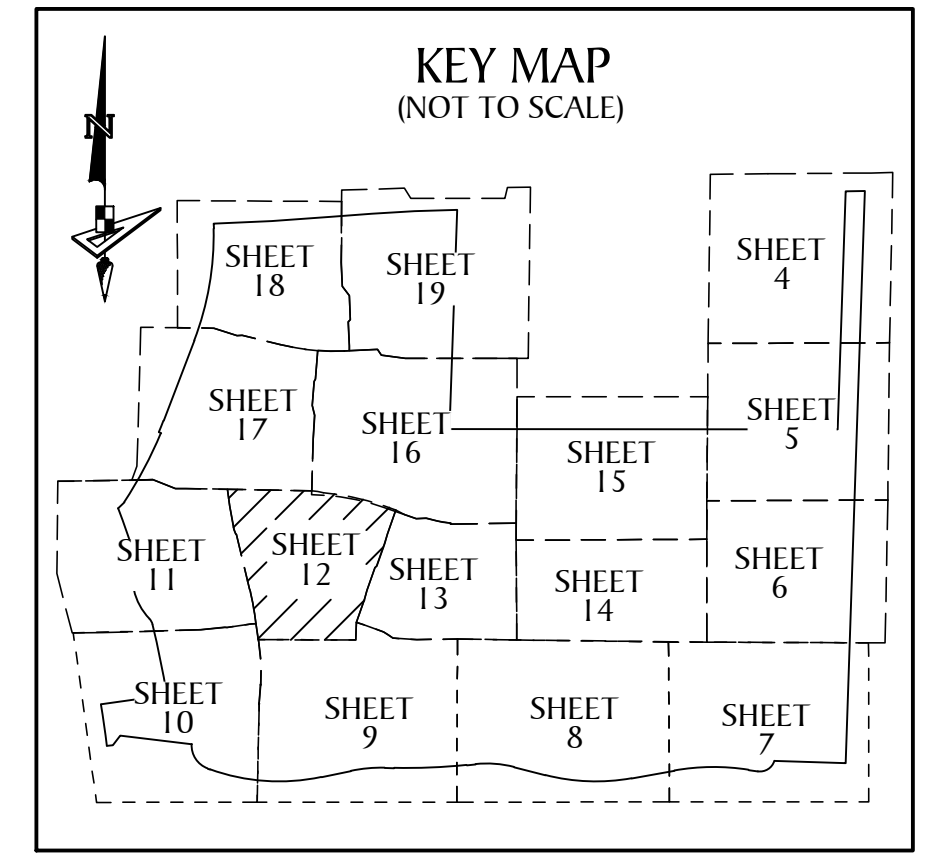 KEY MAP
(NOT TO SCALE)
N
SHEET
18
SHEET
19
SHEET
4
SHEET
17
SHEET
16
SHEET
15
SHEET
5
SHEET
11
SHEET
12
SHEET
13
SHEET
14
SHEET
6
SHEET
10
SHEET
9
SHEET
8
SHEET
7